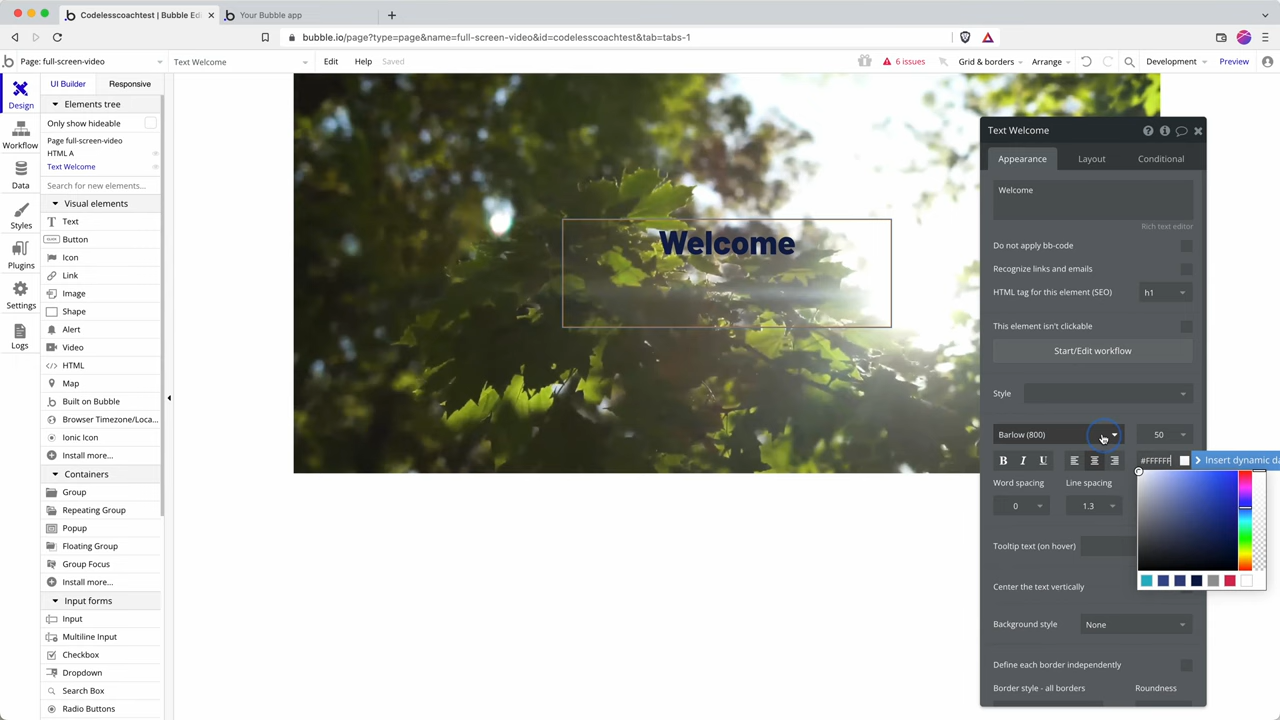 Codelesscoachtest | Bubble Ed
Your Bubble app
bubble.io/page?type=page&name=full-screen-video&id=codelesscoachtest&tab=tabs-1
Page: full-screen-video
Text Welcome
Edit
Help
Saved
6 issues
Grid & borders
Arrange
Development
Preview
Design
Workflow
Data
Styles
Plugins
Settings
Logs
UI Builder
Responsive
Elements tree
Only show hideable
Page full-screen-video
HTML A
Text Welcome
Search for new elements...
Visual elements
Text
Button
CLICK
Icon
Link
Image
Shape
Alert
Video
HTML
Map
Built on Bubble
Browser Timezone/Loca...
Ionic Icon
Install more...
Containers
Group
Repeating Group
Popup
Floating Group
Group Focus
Install more...
Input forms
Input
Multiline Input
Checkbox
Dropdown
Search Box
Radio Buttons
Welcome
Text Welcome
Appearance
Layout
Conditional
Welcome
Rich text editor
Do not apply bb-code
Recognize links and emails
HTML tag for this element (SEO)
h1
This element isn't clickable
Start/Edit workflow
Style
Barlow (800)
50
B I U
#FFFFFF
Insert dynamic da
Word spacing
Line spacing
0
1.3
Tooltip text (on hover)
Center the text vertically
Background style
None
Define each border independently
Border style - all borders
Roundness